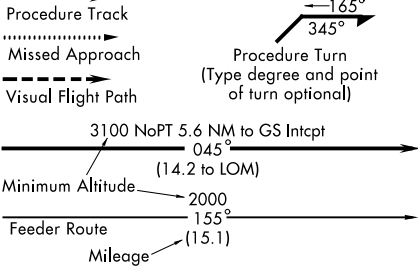 Procedure Track
Missed Approach
Visual Flight Path
165°
345°
Procedure Turn
(Type degree and point
of turn optional)
3100 NoPT 5.6 NM to GS Intcpt
045°
(14.2 to LOM)
Minimum Altitude
2000
155°
Feeder Route
(15.1)
Mileage